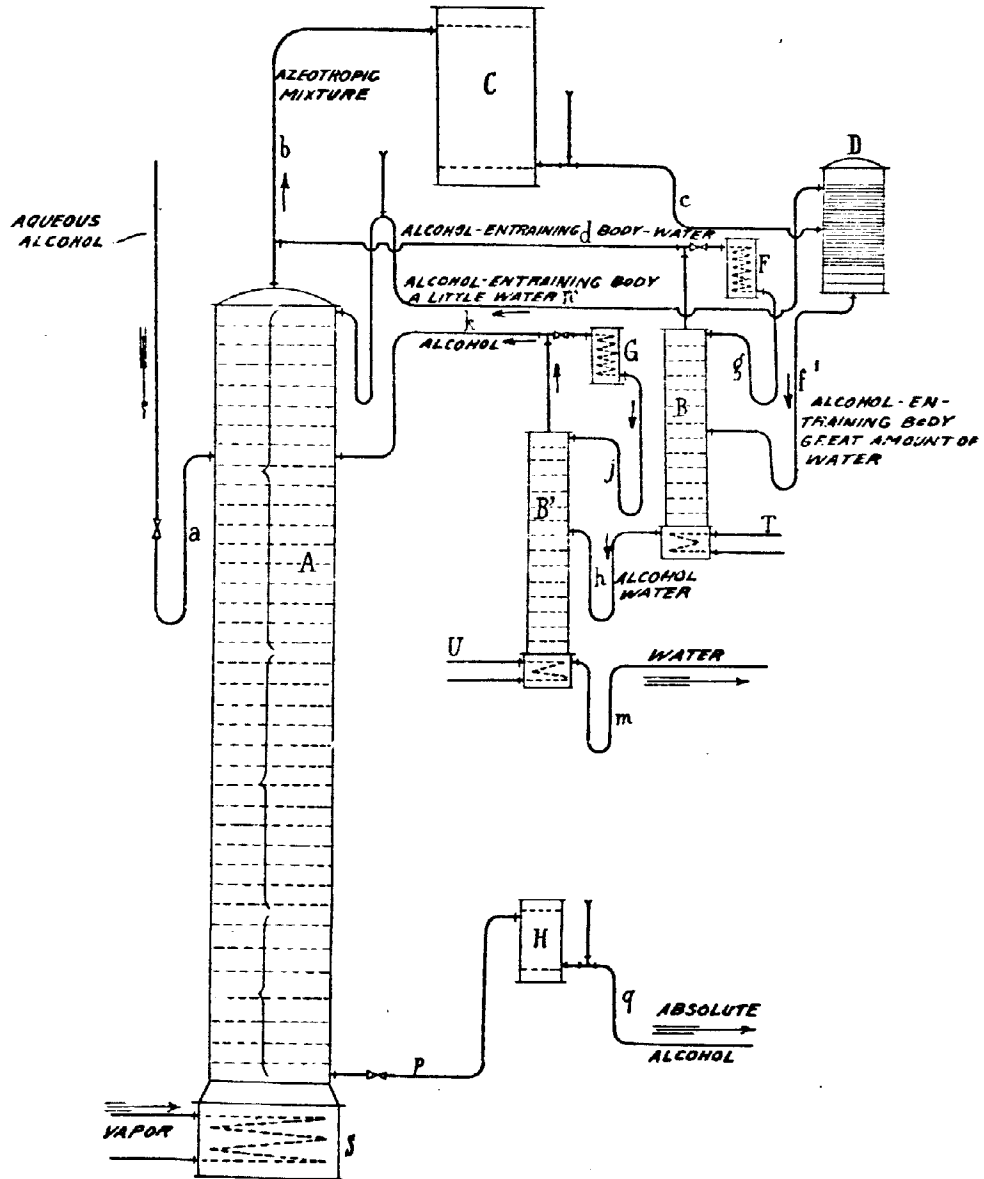 C
AZEOTROPIC
MIXTURE
D
b
c
AQUEOUS
ALCOHOL
ALCOHOL-ENTRAINING BODY-WATER
d
F
ALCOHOL-ENTRAINING BODY
A LITTLE WATER
k
ALCOHOL
G
g
f'
B
ALCOHOL-EN-
TRAINING BODY
GREAT AMOUNT OF
WATER
j
B'
T
a
A
h
ALCOHOL
WATER
U
WATER
m
H
q
ABSOLUTE
ALCOHOL
p
VAPOR
S